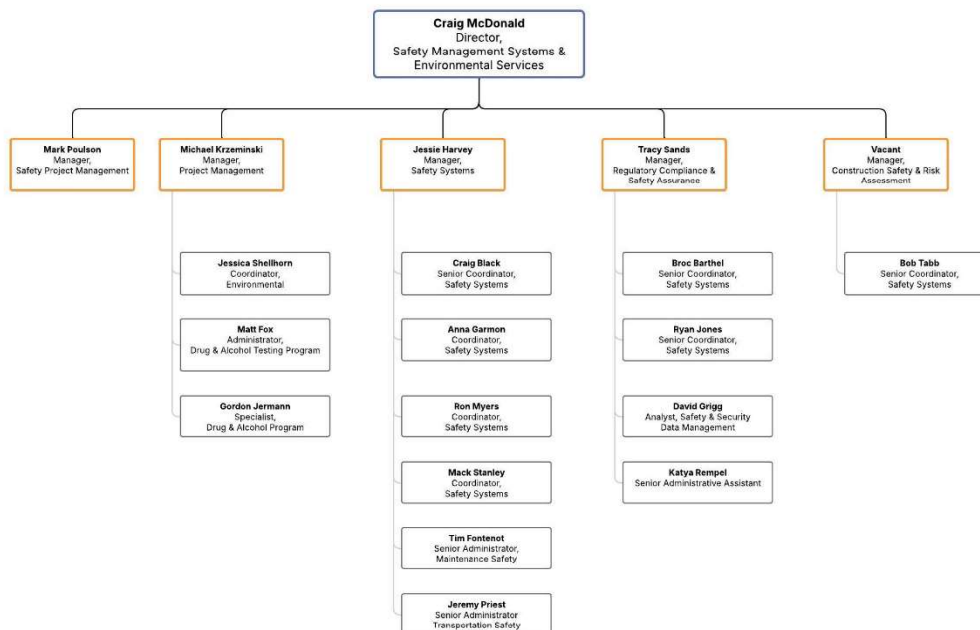 Craig McDonald
Director,
Safety Management Systems &
Environmental Services
Mark Poulson
Manager,
Safety Project Management
Michael Krzeminski
Manager,
Project Management
Jessie Harvey
Manager,
Safety Systems
Tracy Sands
Manager,
Regulatory Compliance &
Safety Assurance
Vacant
Manager,
Construction Safety & Risk
Assessment
Jessica Shellhorn
Coordinator,
Environmental
Matt Fox
Administrator,
Drug & Alcohol Testing Program
Gordon Jermann
Specialist,
Drug & Alcohol Program
Craig Black
Senior Coordinator,
Safety Systems
Anna Garmon
Coordinator,
Safety Systems
Ron Myers
Coordinator,
Safety Systems
Mack Stanley
Coordinator,
Safety Systems
Tim Fontenot
Senior Administrator,
Maintenance Safety
Jeremy Priest
Senior Administrator
Transportation Safety
Broc Barthel
Senior Coordinator,
Safety Systems
Ryan Jones
Senior Coordinator,
Safety Systems
David Grigg
Analyst, Safety & Security
Data Management
Katya Rempel
Senior Administrative Assistant
Bob Tabb
Senior Coordinator,
Safety Systems